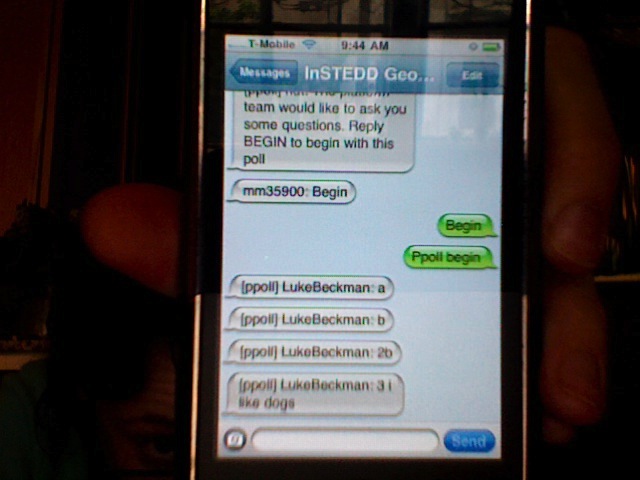 T-Mobile 9:44 AM
Messages InSTEDD Geo... Edit
[ppoll] platform
team would like to ask you
some questions. Reply
BEGIN to begin with this
poll
mm35900: Begin
Begin
Ppoll begin
[ppoll] LukeBeckman: a
[ppoll] LukeBeckman: b
[ppoll] LukeBeckman: 2b
[ppoll] LukeBeckman: 3 i
like dogs
Send